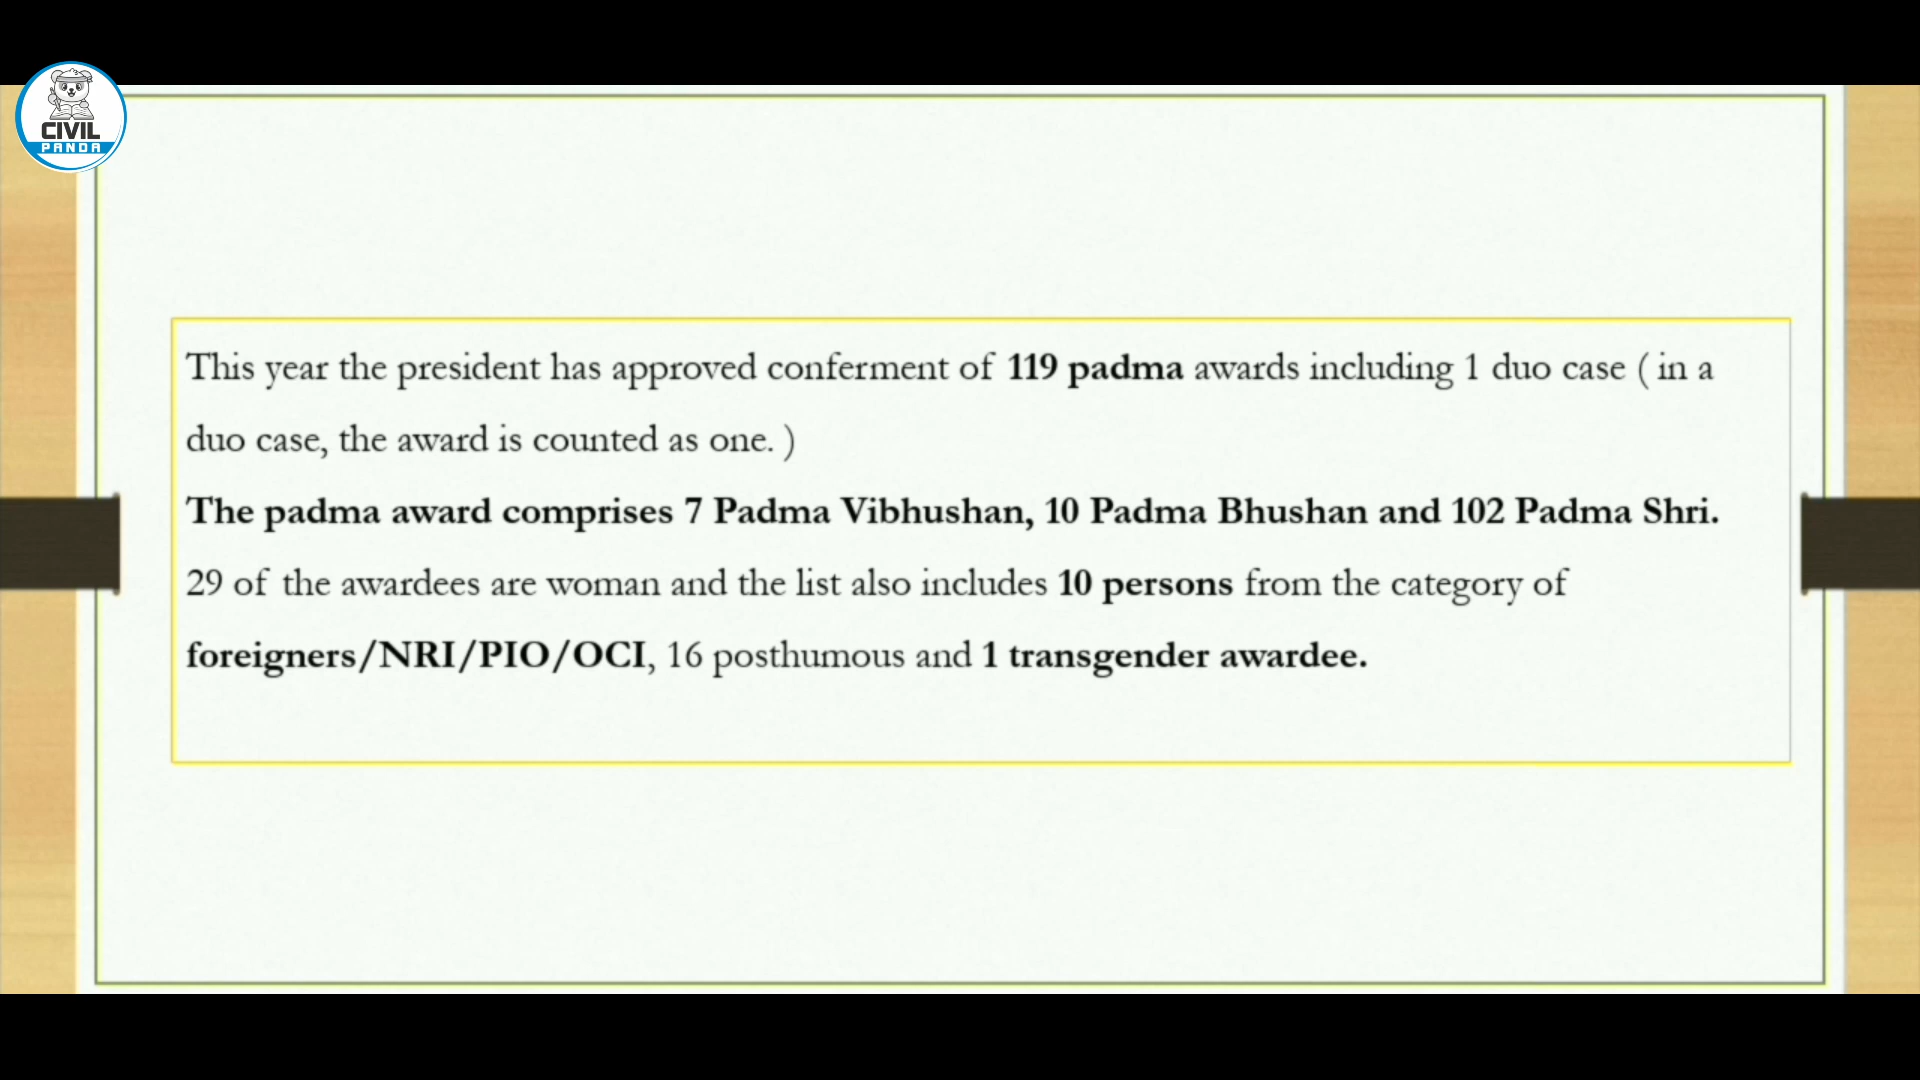 CIVIL
PANDA
This year the president has approved conferment of 119 padma awards including 1 duo case ( in a
duo case, the award is counted as one. )
The padma award comprises 7 Padma Vibhushan, 10 Padma Bhushan and 102 Padma Shri.
29 of the awardees are woman and the list also includes 10 persons from the category of
foreigners/NRI/PIO/OCI, 16 posthumous and 1 transgender awardee.